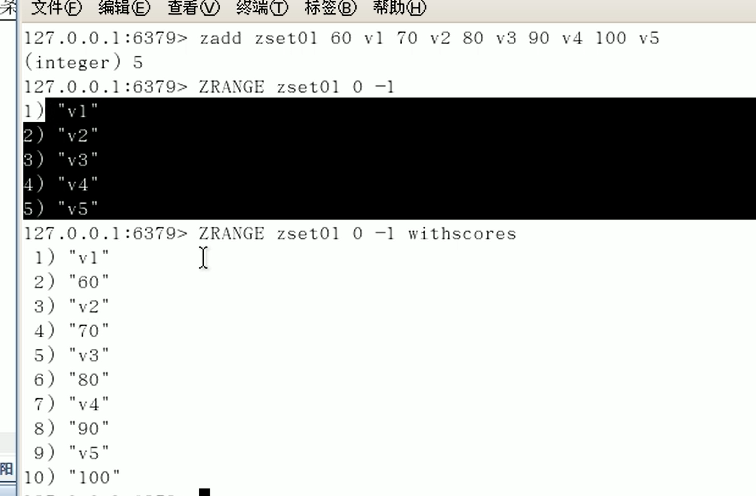 文件(F) 编辑(E) 查看(V) 终端(T) 标签(B) 帮助(H)
127.0.0.1:6379> zadd zset01 60 v1 70 v2 80 v3 90 v4 100 v5
(integer) 5
127.0.0.1:6379> ZRANGE zset01 0 -1
1) "v1"
2) "v2"
3) "v3"
4) "v4"
5) "v5"
127.0.0.1:6379> ZRANGE zset01 0 -1 withscores
1) "v1"
2) "60"
3) "v2"
4) "70"
5) "v3"
6) "80"
7) "v4"
8) "90"
9) "v5"
10) "100"
阳